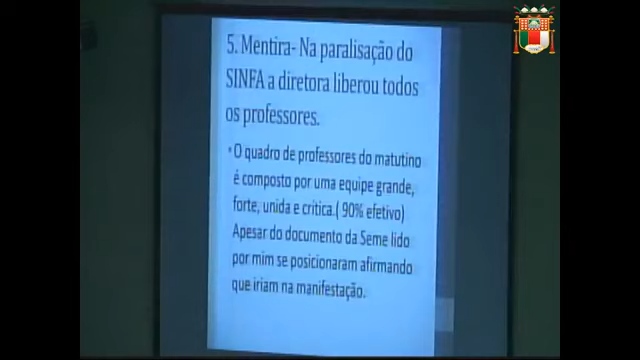 5. Mentira- Na paralisação do
SINFA a diretora liberou todos
os professores.
• O quadro de professores do matutino
é composto por uma equipe grande,
forte, unida e critica.( 90% efetivo)
Apesar do documento da Seme lido
por mim se posicionaram afirmando
que iriam na manifestação.